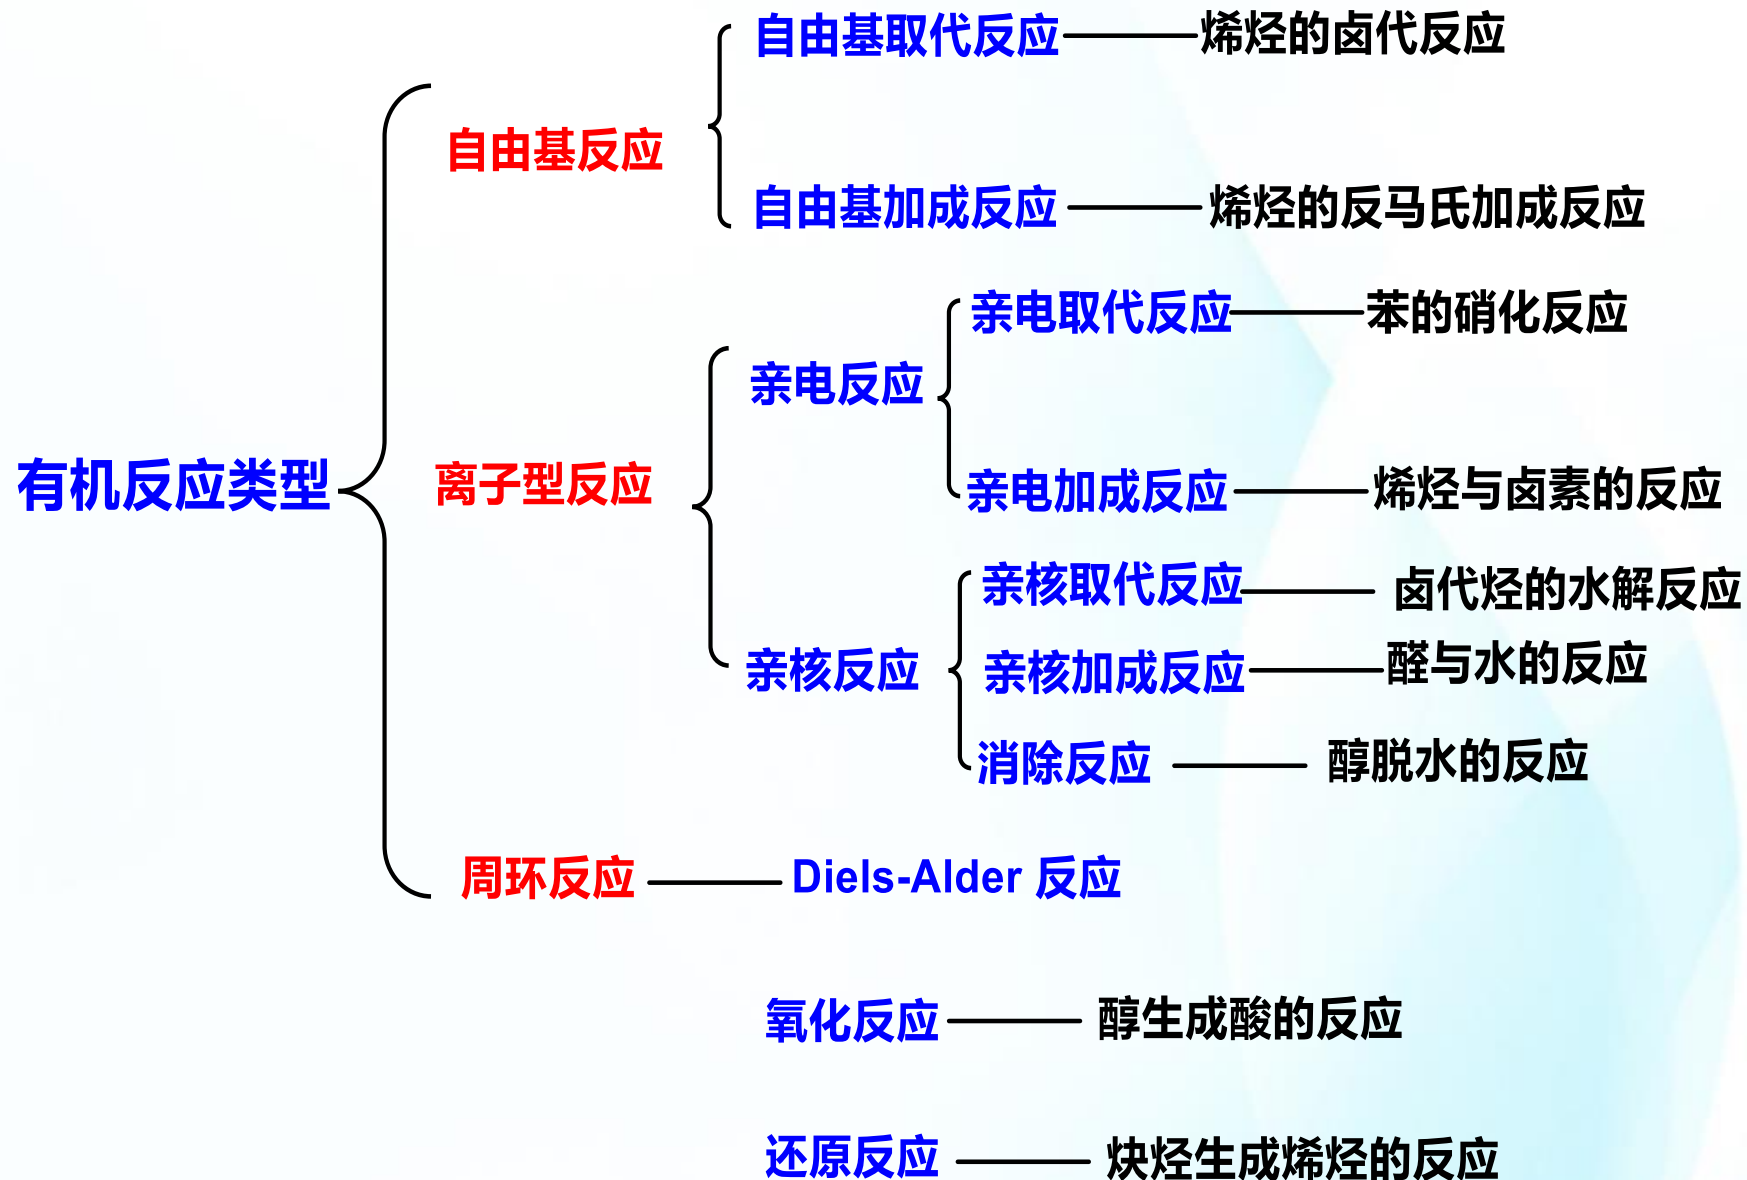 自由基取代反应
烯烃的卤代反应
自由基反应
自由基加成反应
烯烃的反马氏加成反应
亲电取代反应
苯的硝化反应
亲电反应
有机反应类型
离子型反应
亲电加成反应
烯烃与卤素的反应
亲核取代反应
卤代烃的水解反应
亲核反应
亲核加成反应
醛与水的反应
消除反应
醇脱水的反应
周环反应
Diels-Alder 反应
氧化反应
醇生成酸的反应
还原反应
炔烃生成烯烃的反应